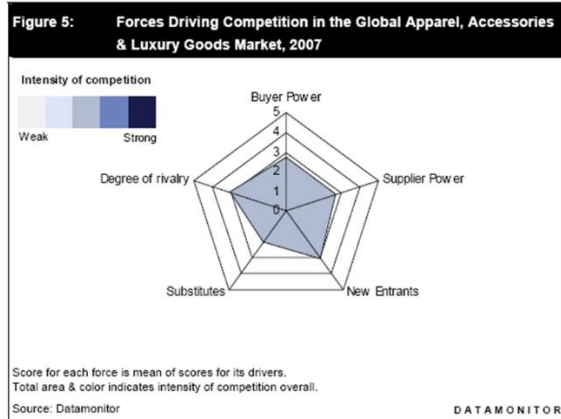 Figure 5: Forces Driving Competition in the Global Apparel, Accessories
& Luxury Goods Market, 2007
Intensity of competition
Weak Strong
Buyer Power
5
4
3
2
1
0
Degree of rivalry
Supplier Power
Substitutes
New Entrants
Score for each force is mean of scores for its drivers.
Total area & color indicates intensity of competition overall.
Source: Datamonitor
DATAMONITOR